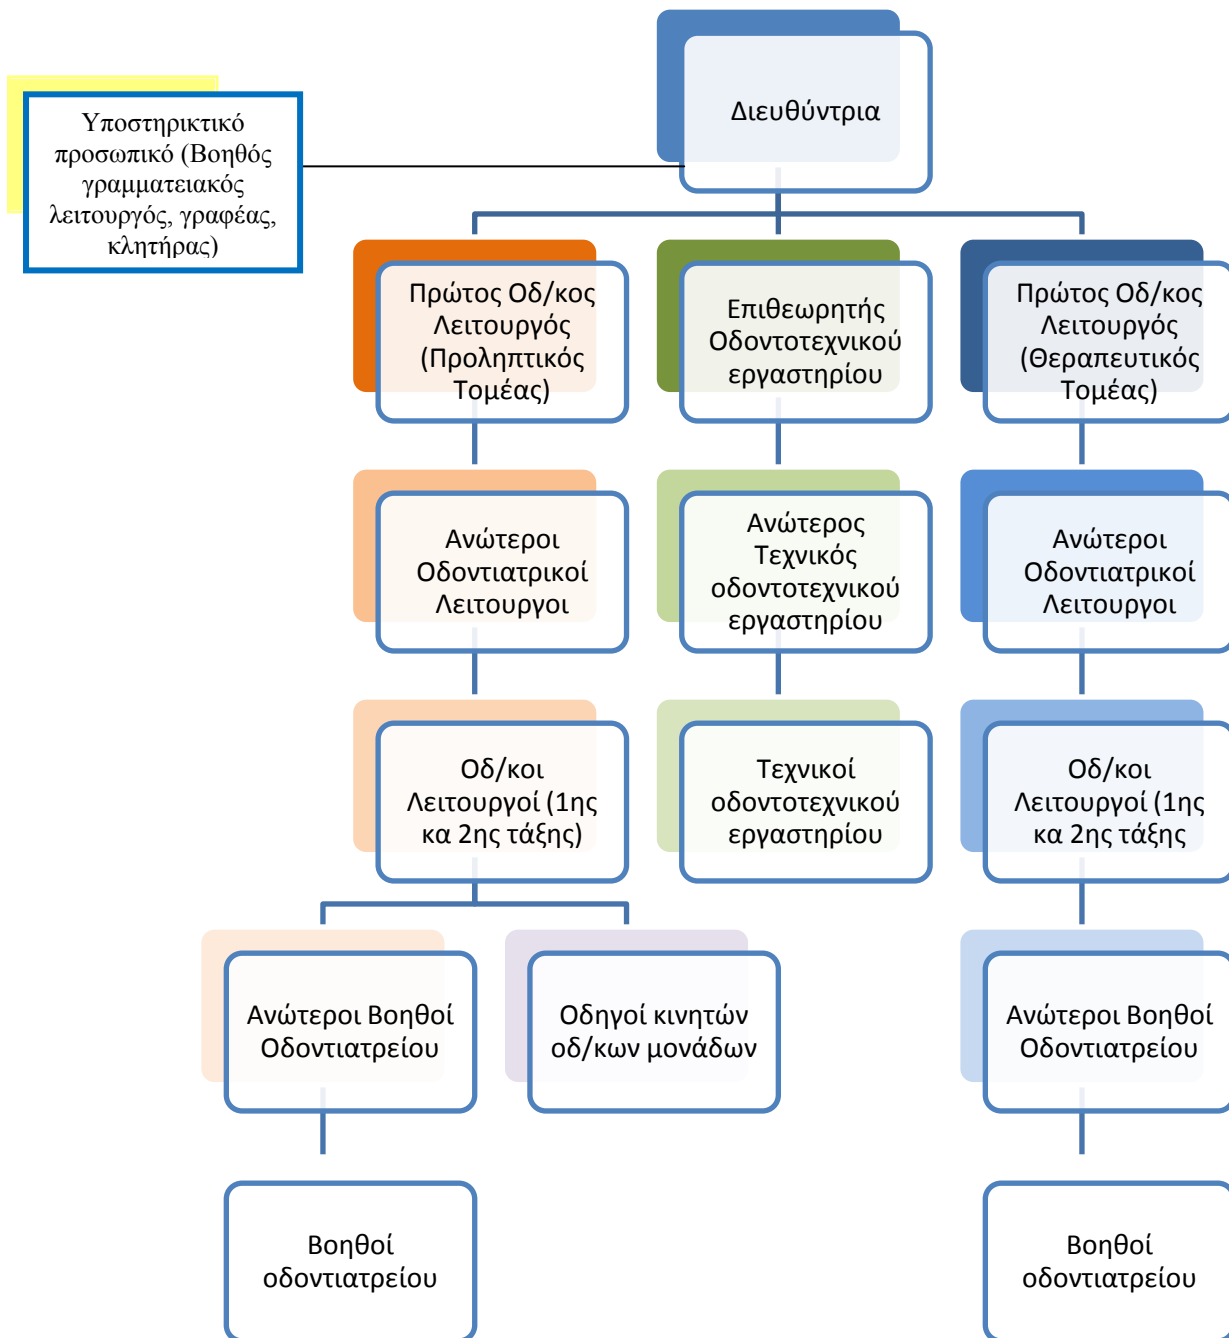 Διευθύντρια
Υποστηρικτικό
προσωπικό (Βοηθός
γραμματειακός
λειτουργός, γραφέας,
κλητήρας)
Πρώτος Οδ/κος
Λειτουργός
(Προληπτικός
Τομέας)
Επιθεωρητής
Οδοντοτεχνικού
εργαστηρίου
Πρώτος Οδ/κος
Λειτουργός
(Θεραπευτικός
Τομέας)
Ανώτεροι
Οδοντιατρικοί
Λειτουργοι
Ανώτερος
Τεχνικός
οδοντοτεχνικού
εργαστηρίου
Ανώτεροι
Οδοντιατρικοί
Λειτουργοι
Οδ/κοι
Λειτουργοί (1ης
κα 2ης τάξης)
Τεχνικοί
οδοντοτεχνικού
εργαστηρίου
Οδ/κοι
Λειτουργοί (1ης
κα 2ης τάξης
Ανώτεροι Βοηθοί
Οδοντιατρείου
Οδηγοί κινητών
οδ/κων μονάδων
Ανώτεροι Βοηθοί
Οδοντιατρείου
Βοηθοί
οδοντιατρείου
Βοηθοί
οδοντιατρείου